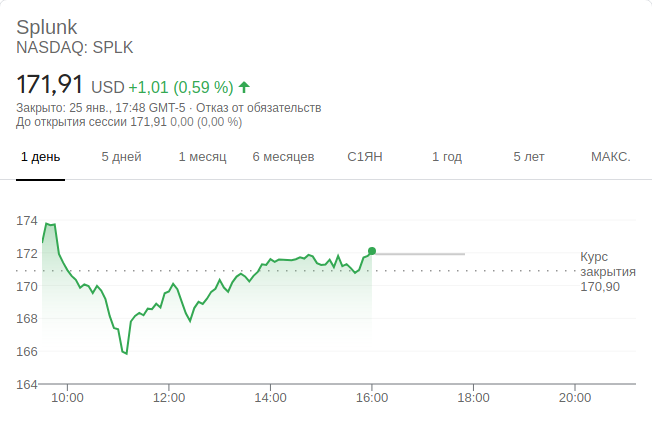 Splunk
NASDAQ: SPLK
171,91 USD +1,01 (0,59 %)
Закрыто: 25 янв., 17:48 GMT-5 · Отказ от обязательств
До открытия сессии 171,91 0,00 (0,00 %)
1 день 5 дней 1 месяц 6 месяцев С1ЯН 1 год 5 лет МАКС.
174
172
170
168
166
164
Курс
закрытия
170,90
10:00 12:00 14:00 16:00 18:00 20:00